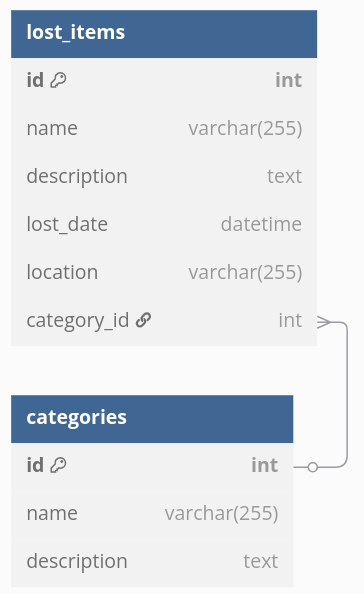 lost_items
id int
name varchar(255)
description text
lost_date datetime
location varchar(255)
category_id int
categories
id int
name varchar(255)
description text